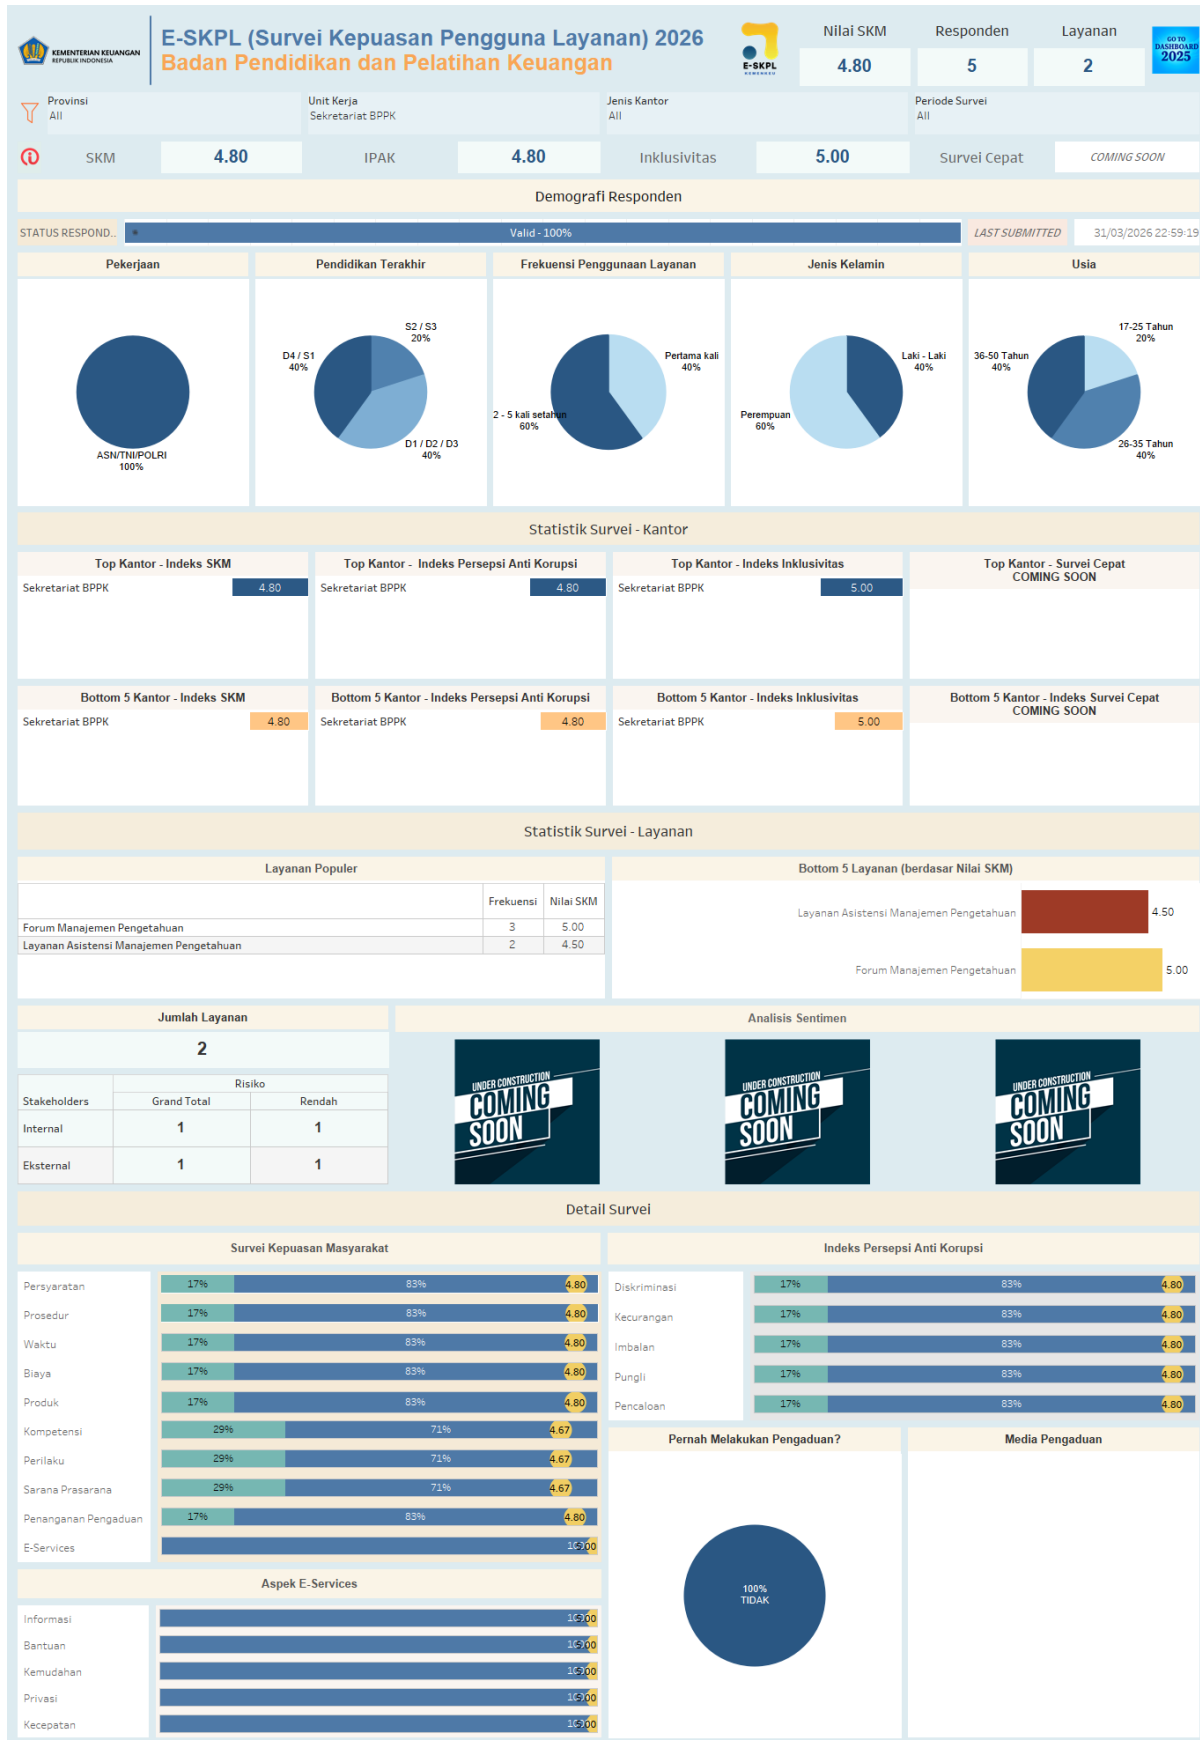 KEMENTERIAN KEUANGAN
REPUBLIK INDONESIA
E-SKPL (Survei Kepuasan Pengguna Layanan) 2026
Badan Pendidikan dan Pelatihan Keuangan
E-SKPL
KEMENKEU
Nilai SKM
4.80
Responden
5
Layanan
2
GO TO
DASHBOARD
2025
Provinsi
All
Unit Kerja
Sekretariat BPPK
Jenis Kantor
All
Periode Survei
All
SKM
4.80
IPAK
4.80
Inklusivitas
5.00
Survei Cepat
COMING SOON
Demografi Responden
STATUS RESPOND..
*
Valid - 100%
LAST SUBMITTED
31/03/2026 22:59:19
Pekerjaan
ASN/TNI/POLRI
100%
Pendidikan Terakhir
S2 / S3
20%
D4 / S1
40%
D1 / D2 / D3
40%
Frekuensi Penggunaan Layanan
Pertama kali
40%
2 - 5 kali setahun
60%
Jenis Kelamin
Laki - Laki
40%
Perempuan
60%
Usia
17-25 Tahun
20%
36-50 Tahun
40%
26-35 Tahun
40%
Statistik Survei - Kantor
Top Kantor - Indeks SKM
Sekretariat BPPK 4.80
Top Kantor - Indeks Persepsi Anti Korupsi
Sekretariat BPPK 4.80
Top Kantor - Indeks Inklusivitas
Sekretariat BPPK 5.00
Top Kantor - Survei Cepat
COMING SOON
Bottom 5 Kantor - Indeks SKM
Sekretariat BPPK 4.80
Bottom 5 Kantor - Indeks Persepsi Anti Korupsi
Sekretariat BPPK 4.80
Bottom 5 Kantor - Indeks Inklusivitas
Sekretariat BPPK 5.00
Bottom 5 Kantor - Indeks Survei Cepat
COMING SOON
Statistik Survei - Layanan
Layanan Populer
Frekuensi Nilai SKM
Forum Manajemen Pengetahuan 3 5.00
Layanan Asistensi Manajemen Pengetahuan 2 4.50
Bottom 5 Layanan (berdasar Nilai SKM)
Layanan Asistensi Manajemen Pengetahuan 4.50
Forum Manajemen Pengetahuan 5.00
Jumlah Layanan
2
Risiko
Stakeholders Grand Total Rendah
Internal 1 1
Eksternal 1 1
Analisis Sentimen
UNDER CONSTRUCTION
COMING
SOON
UNDER CONSTRUCTION
COMING
SOON
UNDER CONSTRUCTION
COMING
SOON
Detail Survei
Survei Kepuasan Masyarakat
Persyaratan 17% 83% 4.80
Prosedur 17% 83% 4.80
Waktu 17% 83% 4.80
Biaya 17% 83% 4.80
Produk 17% 83% 4.80
Kompetensi 29% 71% 4.67
Perilaku 29% 71% 4.67
Sarana Prasarana 29% 71% 4.67
Penanganan Pengaduan 17% 83% 4.80
E-Services 5.00
Aspek E-Services
Informasi 5.00
Bantuan 5.00
Kemudahan 5.00
Privasi 5.00
Kecepatan 5.00
Indeks Persepsi Anti Korupsi
Diskriminasi 17% 83% 4.80
Kecurangan 17% 83% 4.80
Imbalan 17% 83% 4.80
Pungli 17% 83% 4.80
Pencaloan 17% 83% 4.80
Pernah Melakukan Pengaduan?
100%
TIDAK
Media Pengaduan